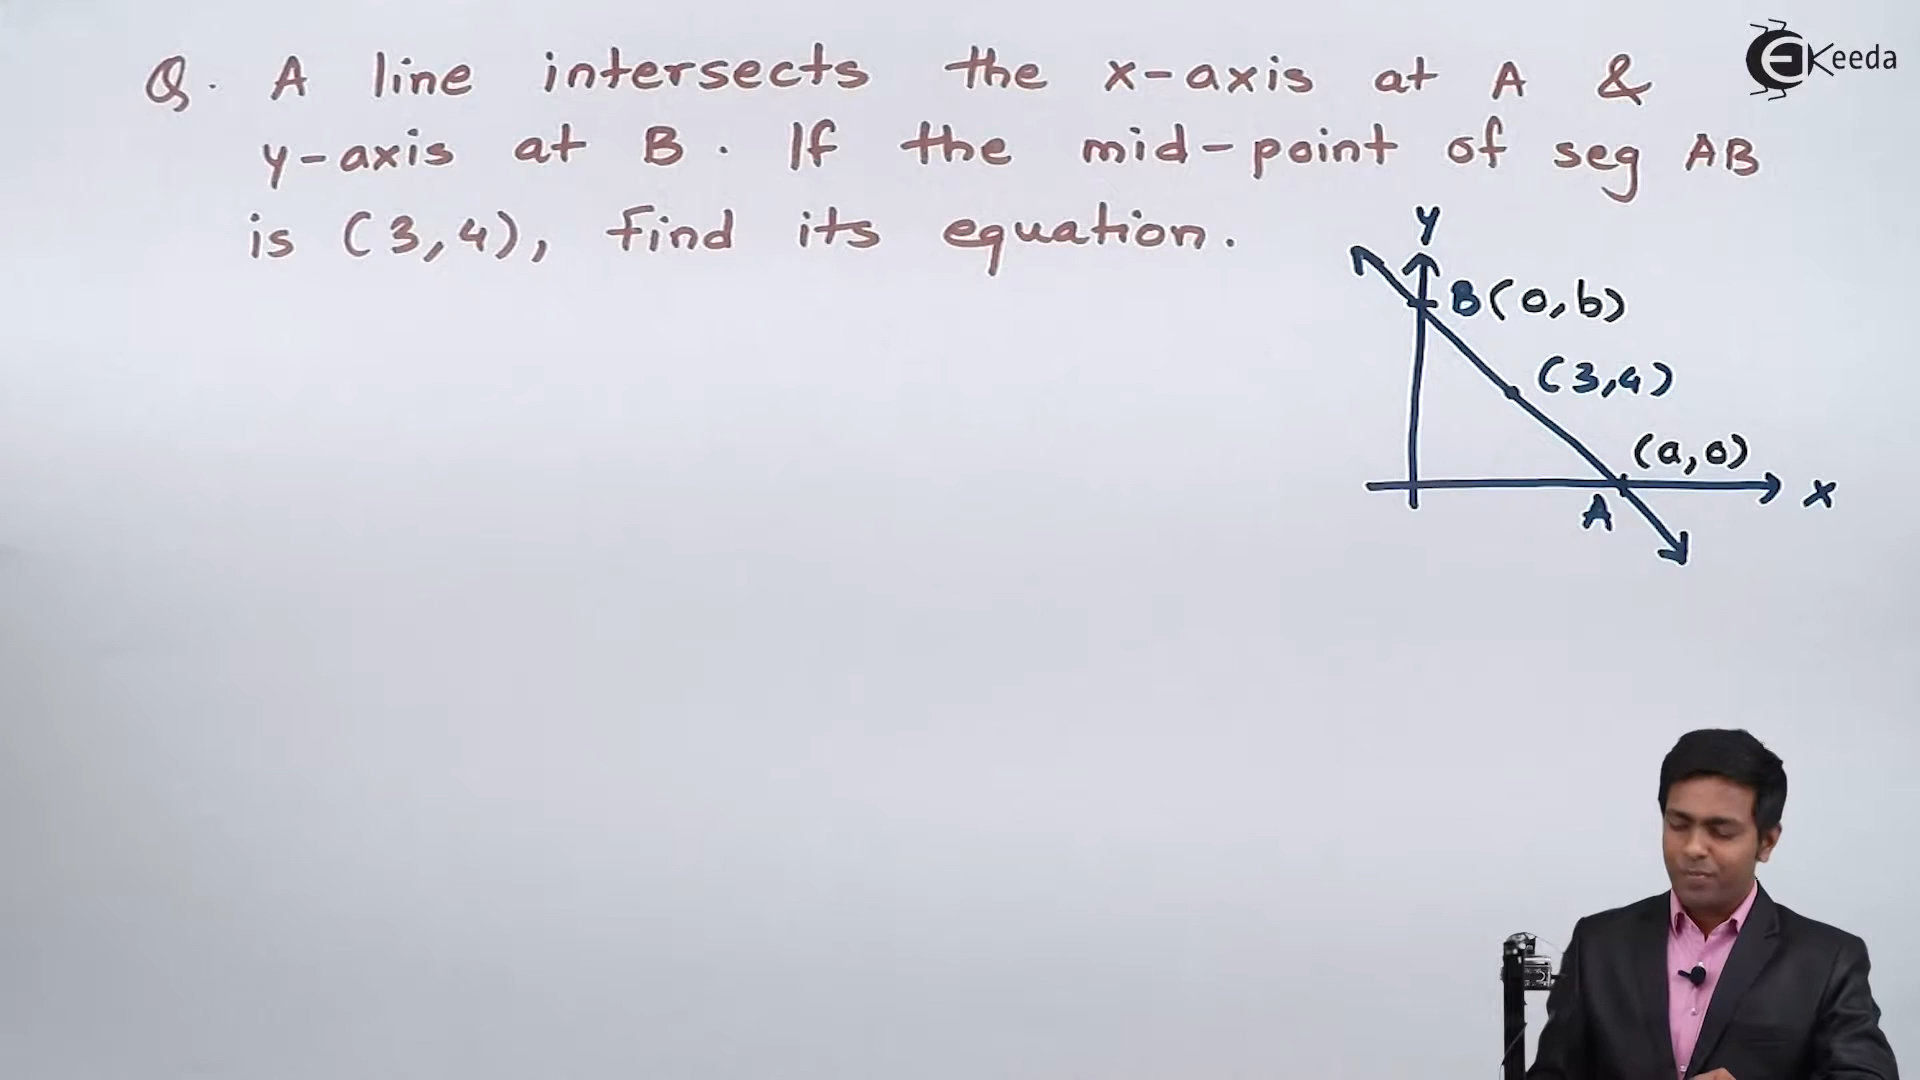 Q. A line intersects the x-axis at A &
y-axis at B. If the mid-point of seg AB
is (3,4), find its equation.
Y
B(0,b)
(3,4)
(a,0)
A
X
EKeeda